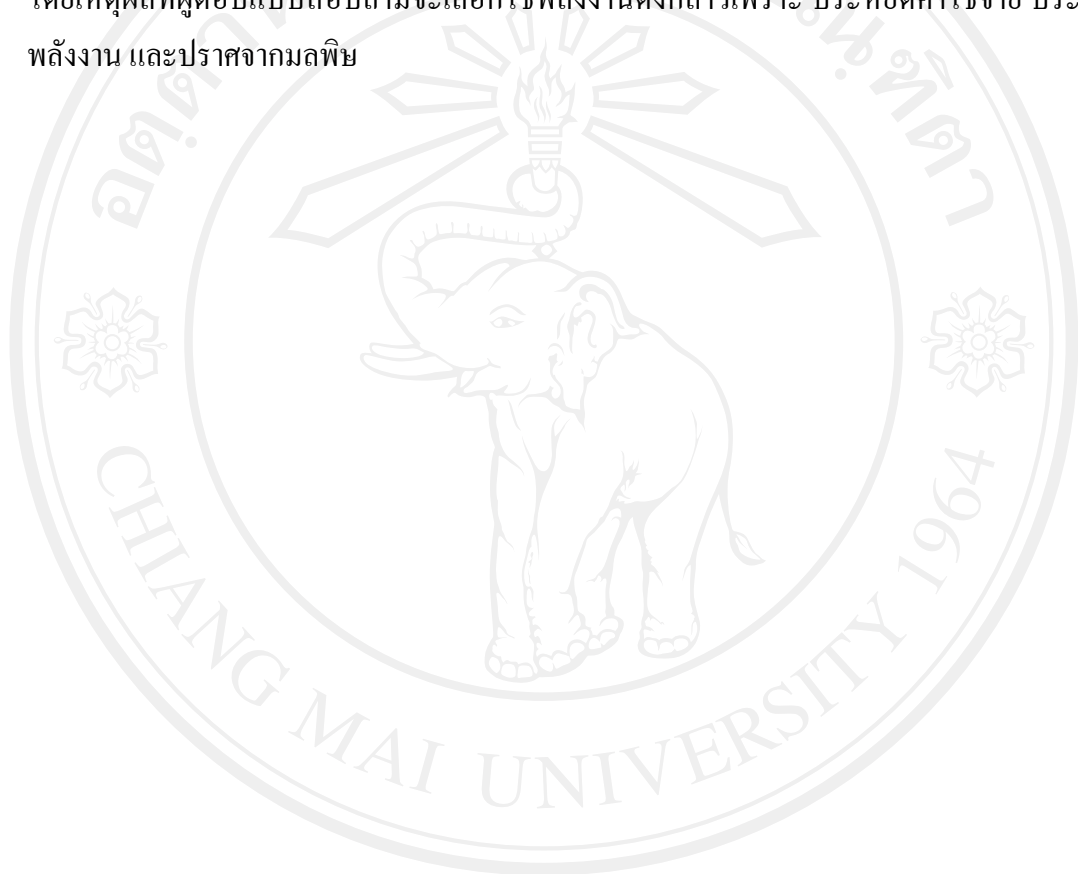 โดยเหตุผลที่ผู้ตอบแบบสอบถามจะเลือกใช้พลังงานดังกล่าวเพราะ ประหยัดค่าใช้จ่าย ประ
พลังงาน และปราศจากมลพิษ
CHIANG MAI UNIVERSITY 1964